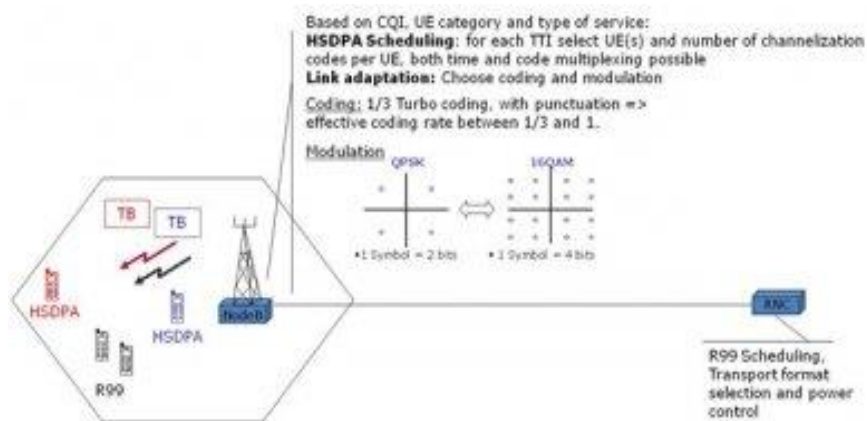 Based on CQI, UE category and type of service:
HSDPA Scheduling: for each TTI select UE(s) and number of channelization
codes per UE, both time and code multiplexing possible
Link adaptation: Choose coding and modulation
Coding: 1/3 Turbo coding, with punctuation =>
effective coding rate between 1/3 and 1.
Modulation
QPSK
16QAM
•1 Symbol = 2 bits
• 1 Symbol = 4 bits
TB
TB
HSDPA
HSDPA
NodeB
R99
RNC
R99 Scheduling,
Transport format
selection and power
control